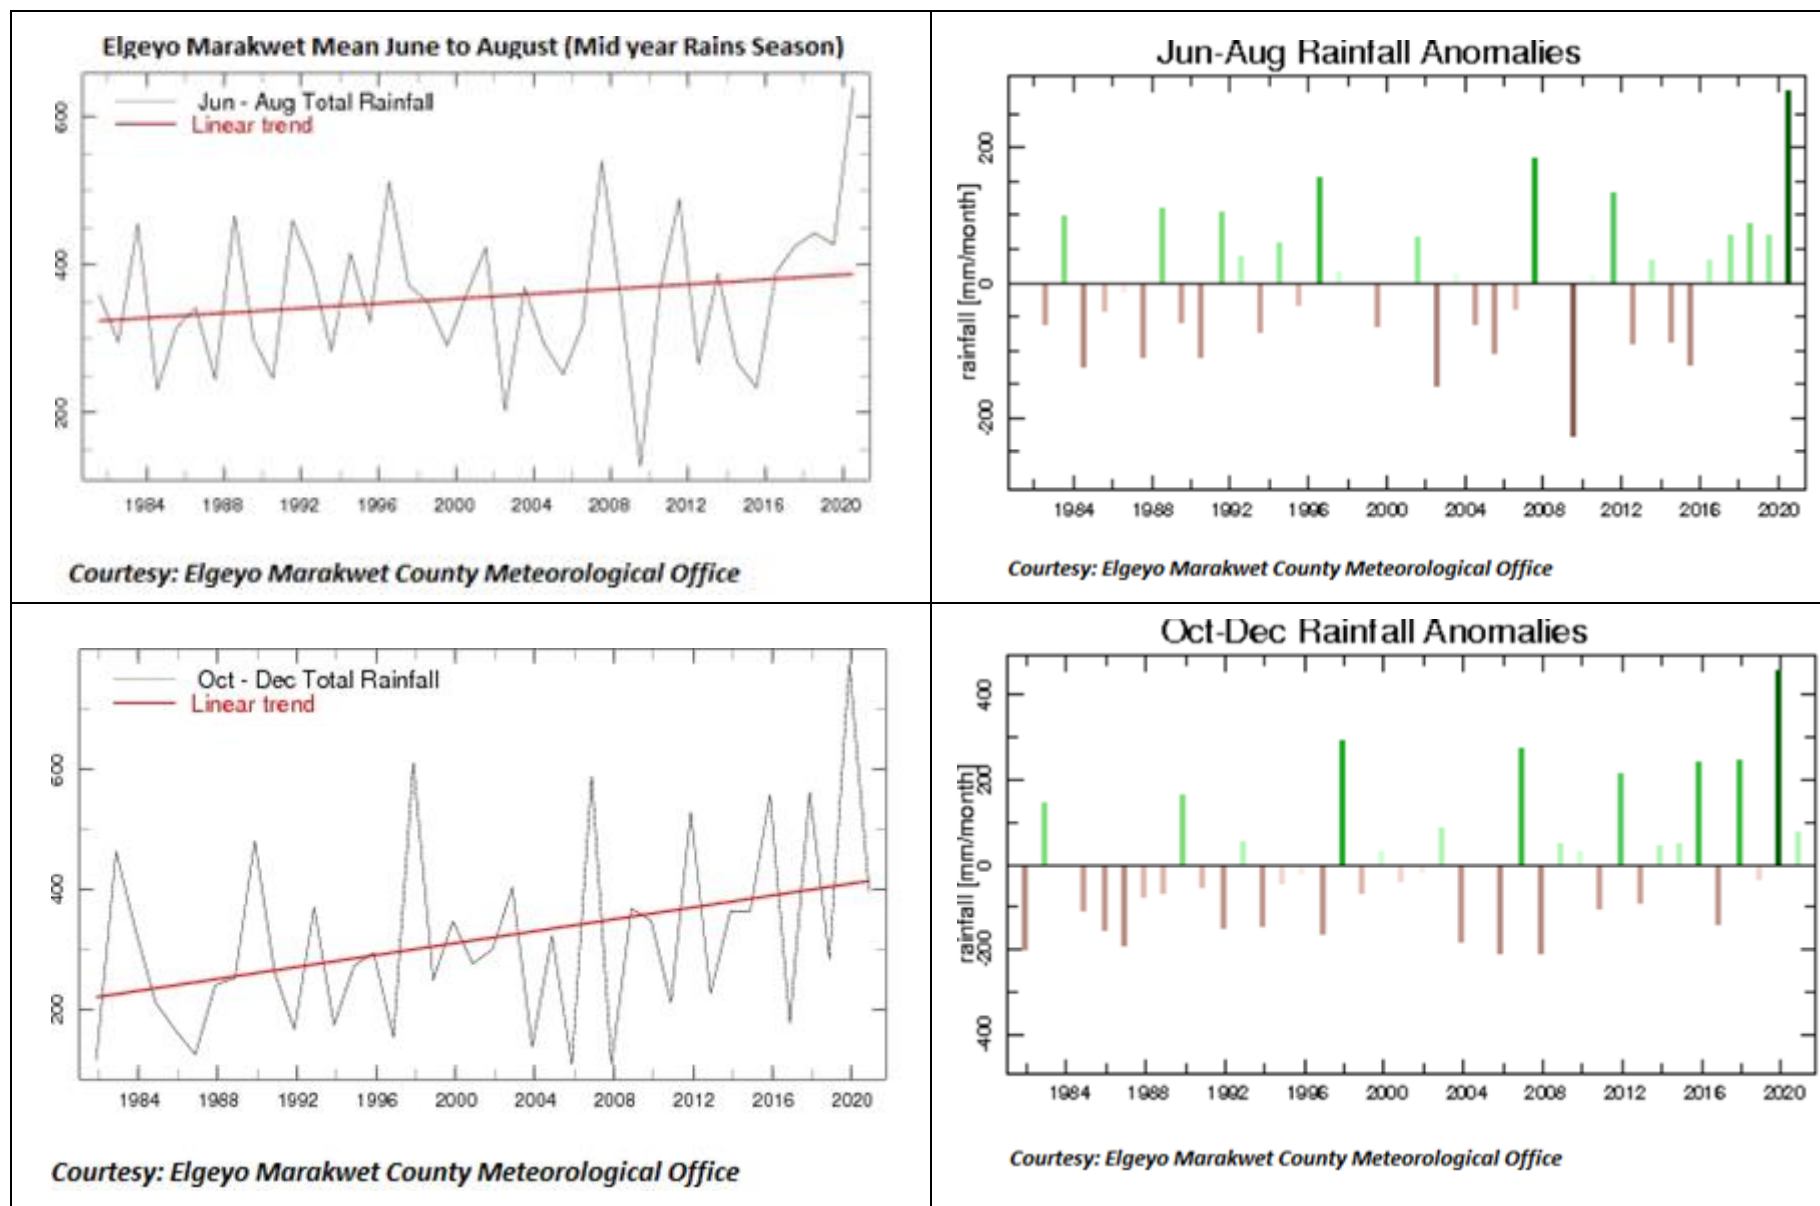 Elgeyo Marakwet Mean June to August (Mid year Rains Season)
Jun - Aug Total Rainfall
Linear trend
600
400
200
1984 1988 1992 1996 2000 2004 2008 2012 2016 2020
Courtesy: Elgeyo Marakwet County Meteorological Office
Jun-Aug Rainfall Anomalies
rainfall [mm/month]
200
0
-200
1984 1988 1992 1996 2000 2004 2008 2012 2016 2020
Courtesy: Elgeyo Marakwet County Meteorological Office
Oct - Dec Total Rainfall
Linear trend
600
400
200
1984 1988 1992 1996 2000 2004 2008 2012 2016 2020
Courtesy: Elgeyo Marakwet County Meteorological Office
Oct-Dec Rainfall Anomalies
rainfall [mm/month]
400
200
0
-200
-400
1984 1988 1992 1996 2000 2004 2008 2012 2016 2020
Courtesy: Elgeyo Marakwet County Meteorological Office